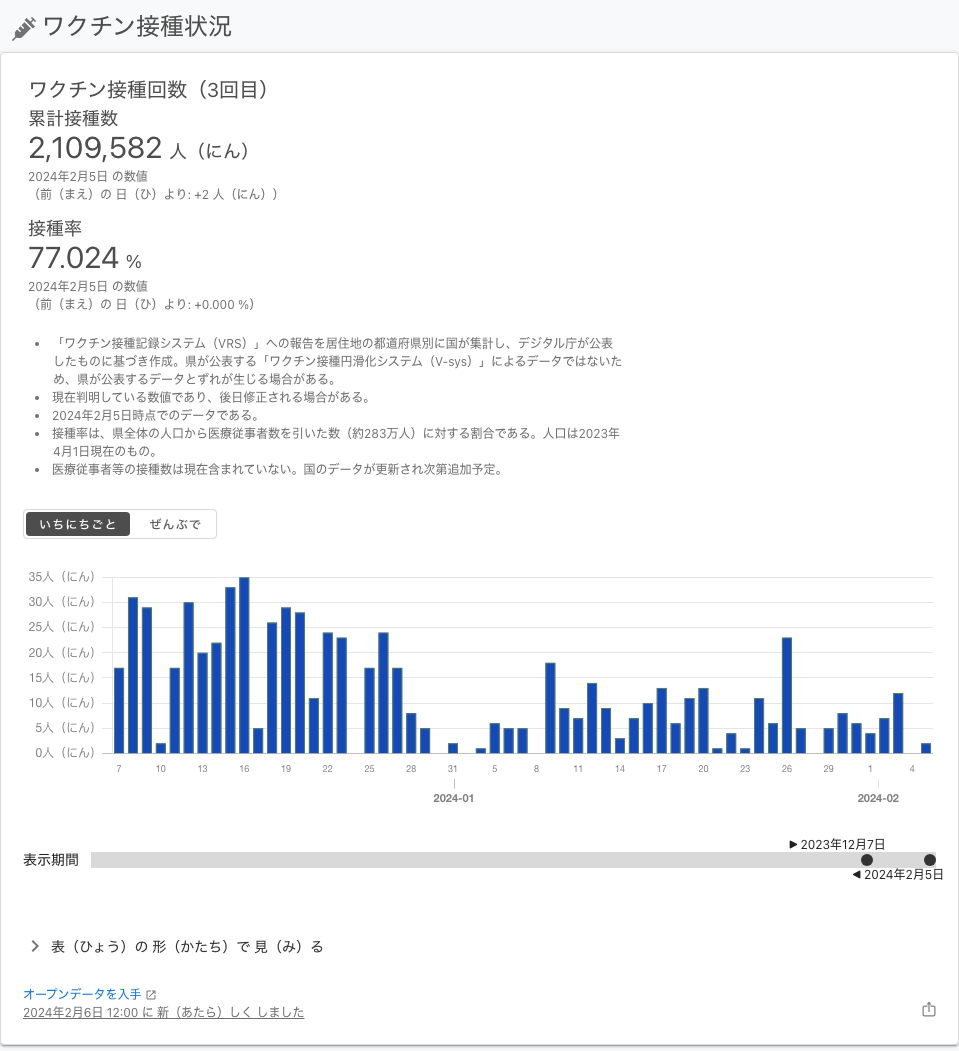 ワクチン接種状況
ワクチン接種回数（3回目）
累計接種数
2,109,582 人（にん）
2024年2月5日 の数値
（前（まえ）の 日（ひ）より: +2 人（にん））
接種率
77.024 %
2024年2月5日 の数値
（前（まえ）の 日（ひ）より: +0.000 %）
• 「ワクチン接種記録システム（VRS）」への報告を居住地の都道府県別に国が集計し、デジタル庁が公表
したものに基づき作成。県が公表する「ワクチン接種円滑化システム（V-sys）」によるデータではないた
め、県が公表するデータとずれが生じる場合がある。
• 現在判明している数値であり、後日修正される場合がある。
• 2024年2月5日時点でのデータである。
• 接種率は、県全体の人口から医療従事者数を引いた数（約283万人）に対する割合である。人口は2023年
4月1日現在のもの。
• 医療従事者等の接種数は現在含まれていない。国のデータが更新され次第追加予定。
いちにちごと ぜんぶで
35人（にん）
30人（にん）
25人（にん）
20人（にん）
15人（にん）
10人（にん）
5人（にん）
0人（にん）
7 10 13 16 19 22 25 28 31 5 8 11 14 17 20 23 26 29 1 4
2024-01 2024-02
▶ 2023年12月7日
表示期間
◀ 2024年2月5日
表（ひょう）の 形（かたち）で 見（み）る
オープンデータを入手
2024年2月6日 12:00 に 新（あたら）しく しました